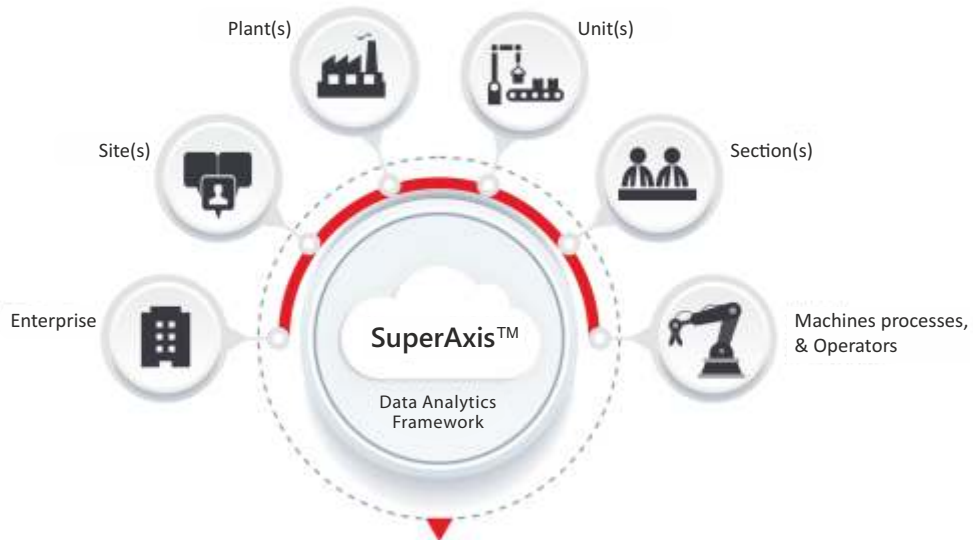 Plant(s)
Unit(s)
Site(s)
Section(s)
Enterprise
Machines processes,
& Operators
SuperAxis™
Data Analytics
Framework